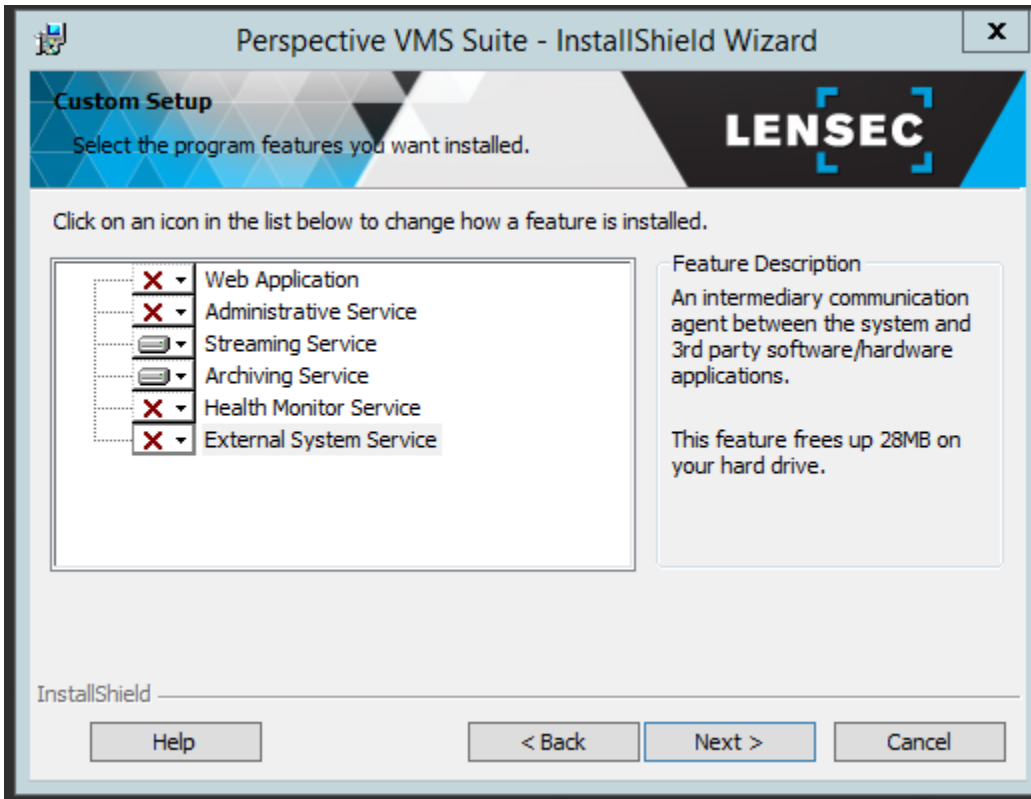 Perspective VMS Suite - InstallShield Wizard
x
Custom Setup
Select the program features you want installed.
LENSEC
Click on an icon in the list below to change how a feature is installed.
Web Application
Administrative Service
Streaming Service
Archiving Service
Health Monitor Service
External System Service
Feature Description
An intermediary communication
agent between the system and
3rd party software/hardware
applications.
This feature frees up 28MB on
your hard drive.
InstallShield
Help
< Back
Next >
Cancel